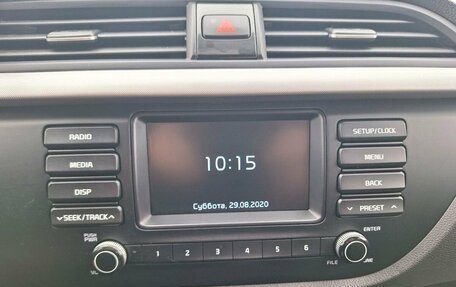 RADIO
MEDIA
DISP
SEEK/TRACK
PUSH
PWR
10:15
Суббота, 29.08.2020
1 2 3 4 5 6
SETUP/CLOCK
MENU
BACK
PRESET
ENTER
FILE